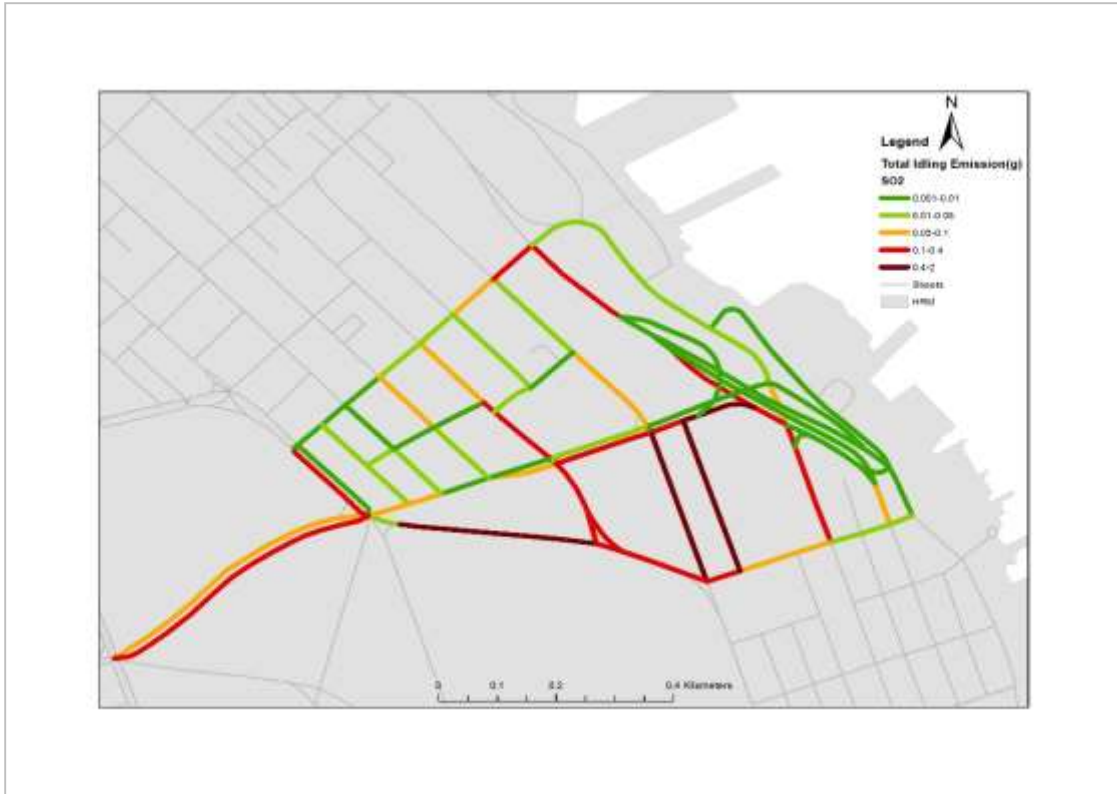 N
Legend
Total Idling Emission(g)
SO2
0.001-0.01
0.01-0.05
0.05-0.1
0.1-0.4
0.4-2
Streets
HRM
0 0.1 0.2 0.4 Kilometers